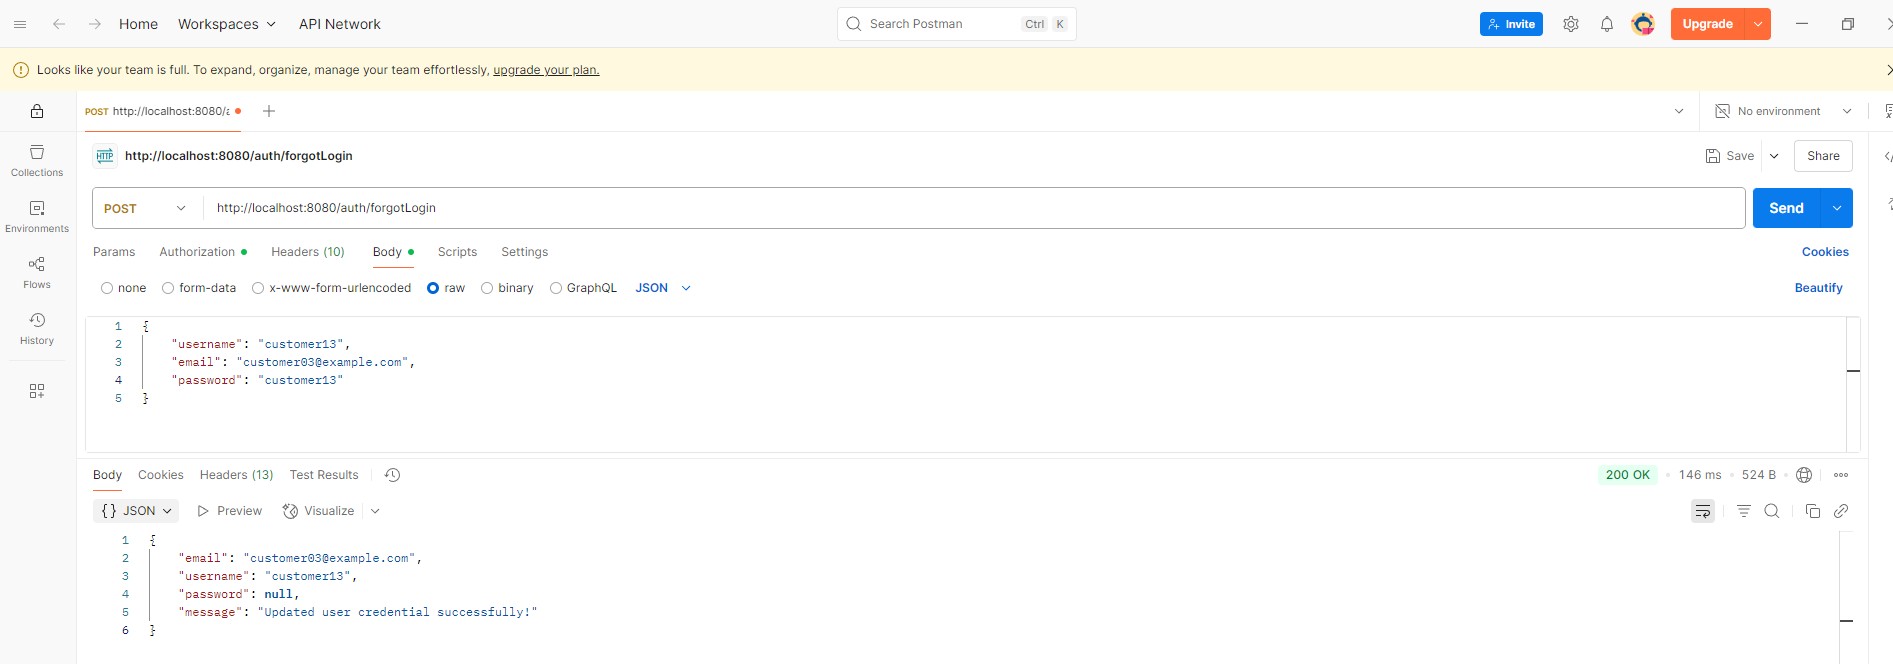 Home Workspaces API Network Search Postman Ctrl K Invite Upgrade
Looks like your team is full. To expand, organize, manage your team effortlessly, upgrade your plan.
POST http://localhost:8080/a No environment
Collections
Environments
Flows
History
HTTP http://localhost:8080/auth/forgotLogin Save Share
POST http://localhost:8080/auth/forgotLogin Send
Params Authorization Headers (10) Body Scripts Settings Cookies
none form-data x-www-form-urlencoded raw binary GraphQL JSON Beautify
1 {
2 "username": "customer13",
3 "email": "customer03@example.com",
4 "password": "customer13"
5 }
Body Cookies Headers (13) Test Results 200 OK 146 ms 524 B
{} JSON Preview Visualize
1 {
2 "email": "customer03@example.com",
3 "username": "customer13",
4 "password": null,
5 "message": "Updated user credential successfully!"
6 }